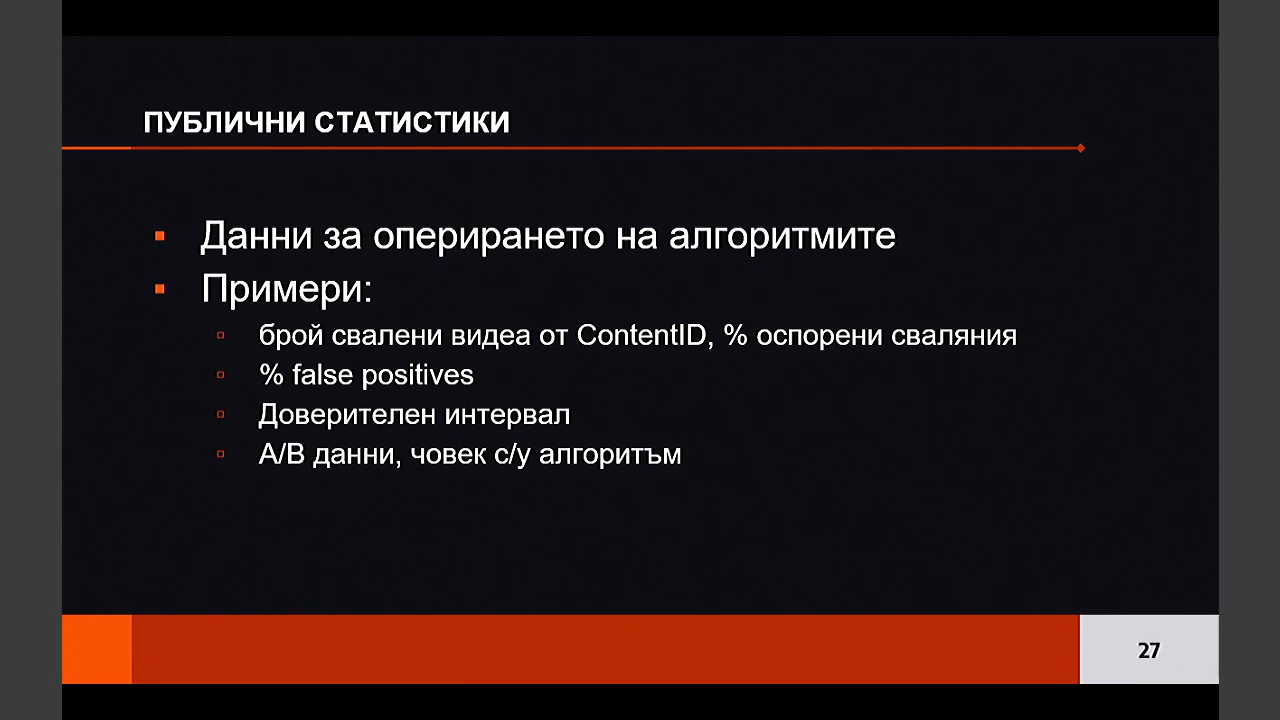 ПУБЛИЧНИ СТАТИСТИКИ
Данни за оперирането на алгоритмите
Примери:
брой свалени видеа от ContentID, % оспорени сваляния
% false positives
Доверителен интервал
A/B данни, човек с/у алгоритъм
27